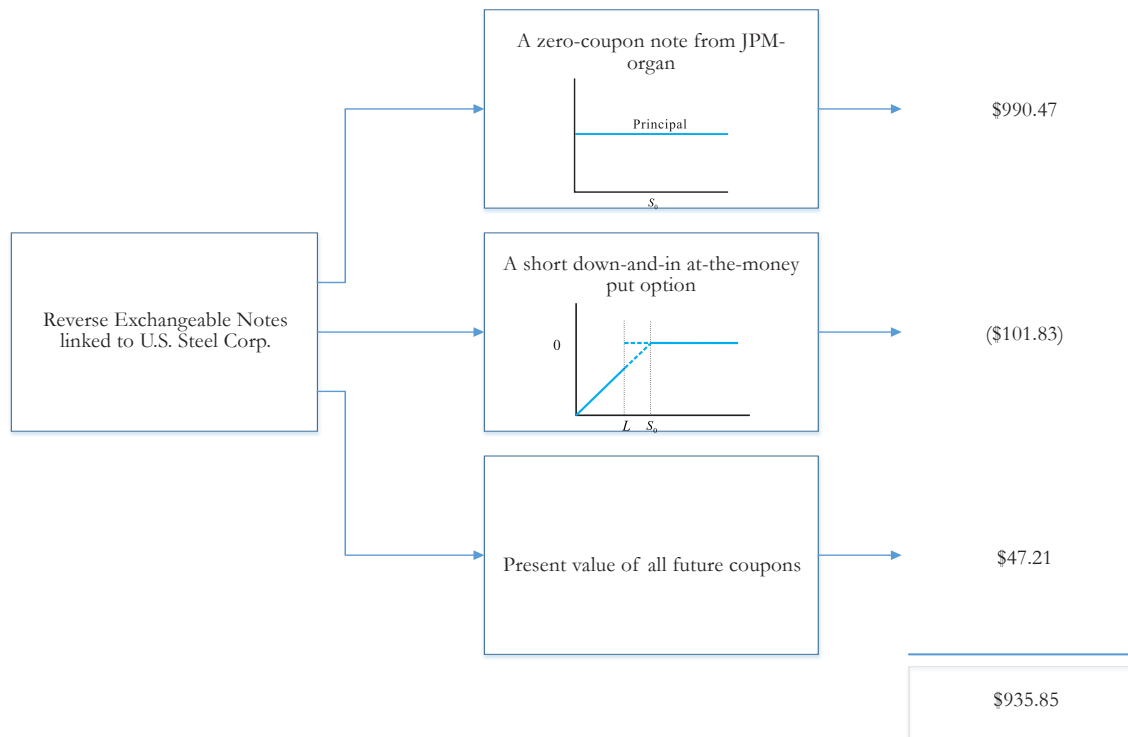 A zero-coupon note from JPM-
organ
Principal
S₀
$990.47
Reverse Exchangeable Notes
linked to U.S. Steel Corp.
A short down-and-in at-the-money
put option
0
L S₀
($101.83)
Present value of all future coupons
$47.21
$935.85